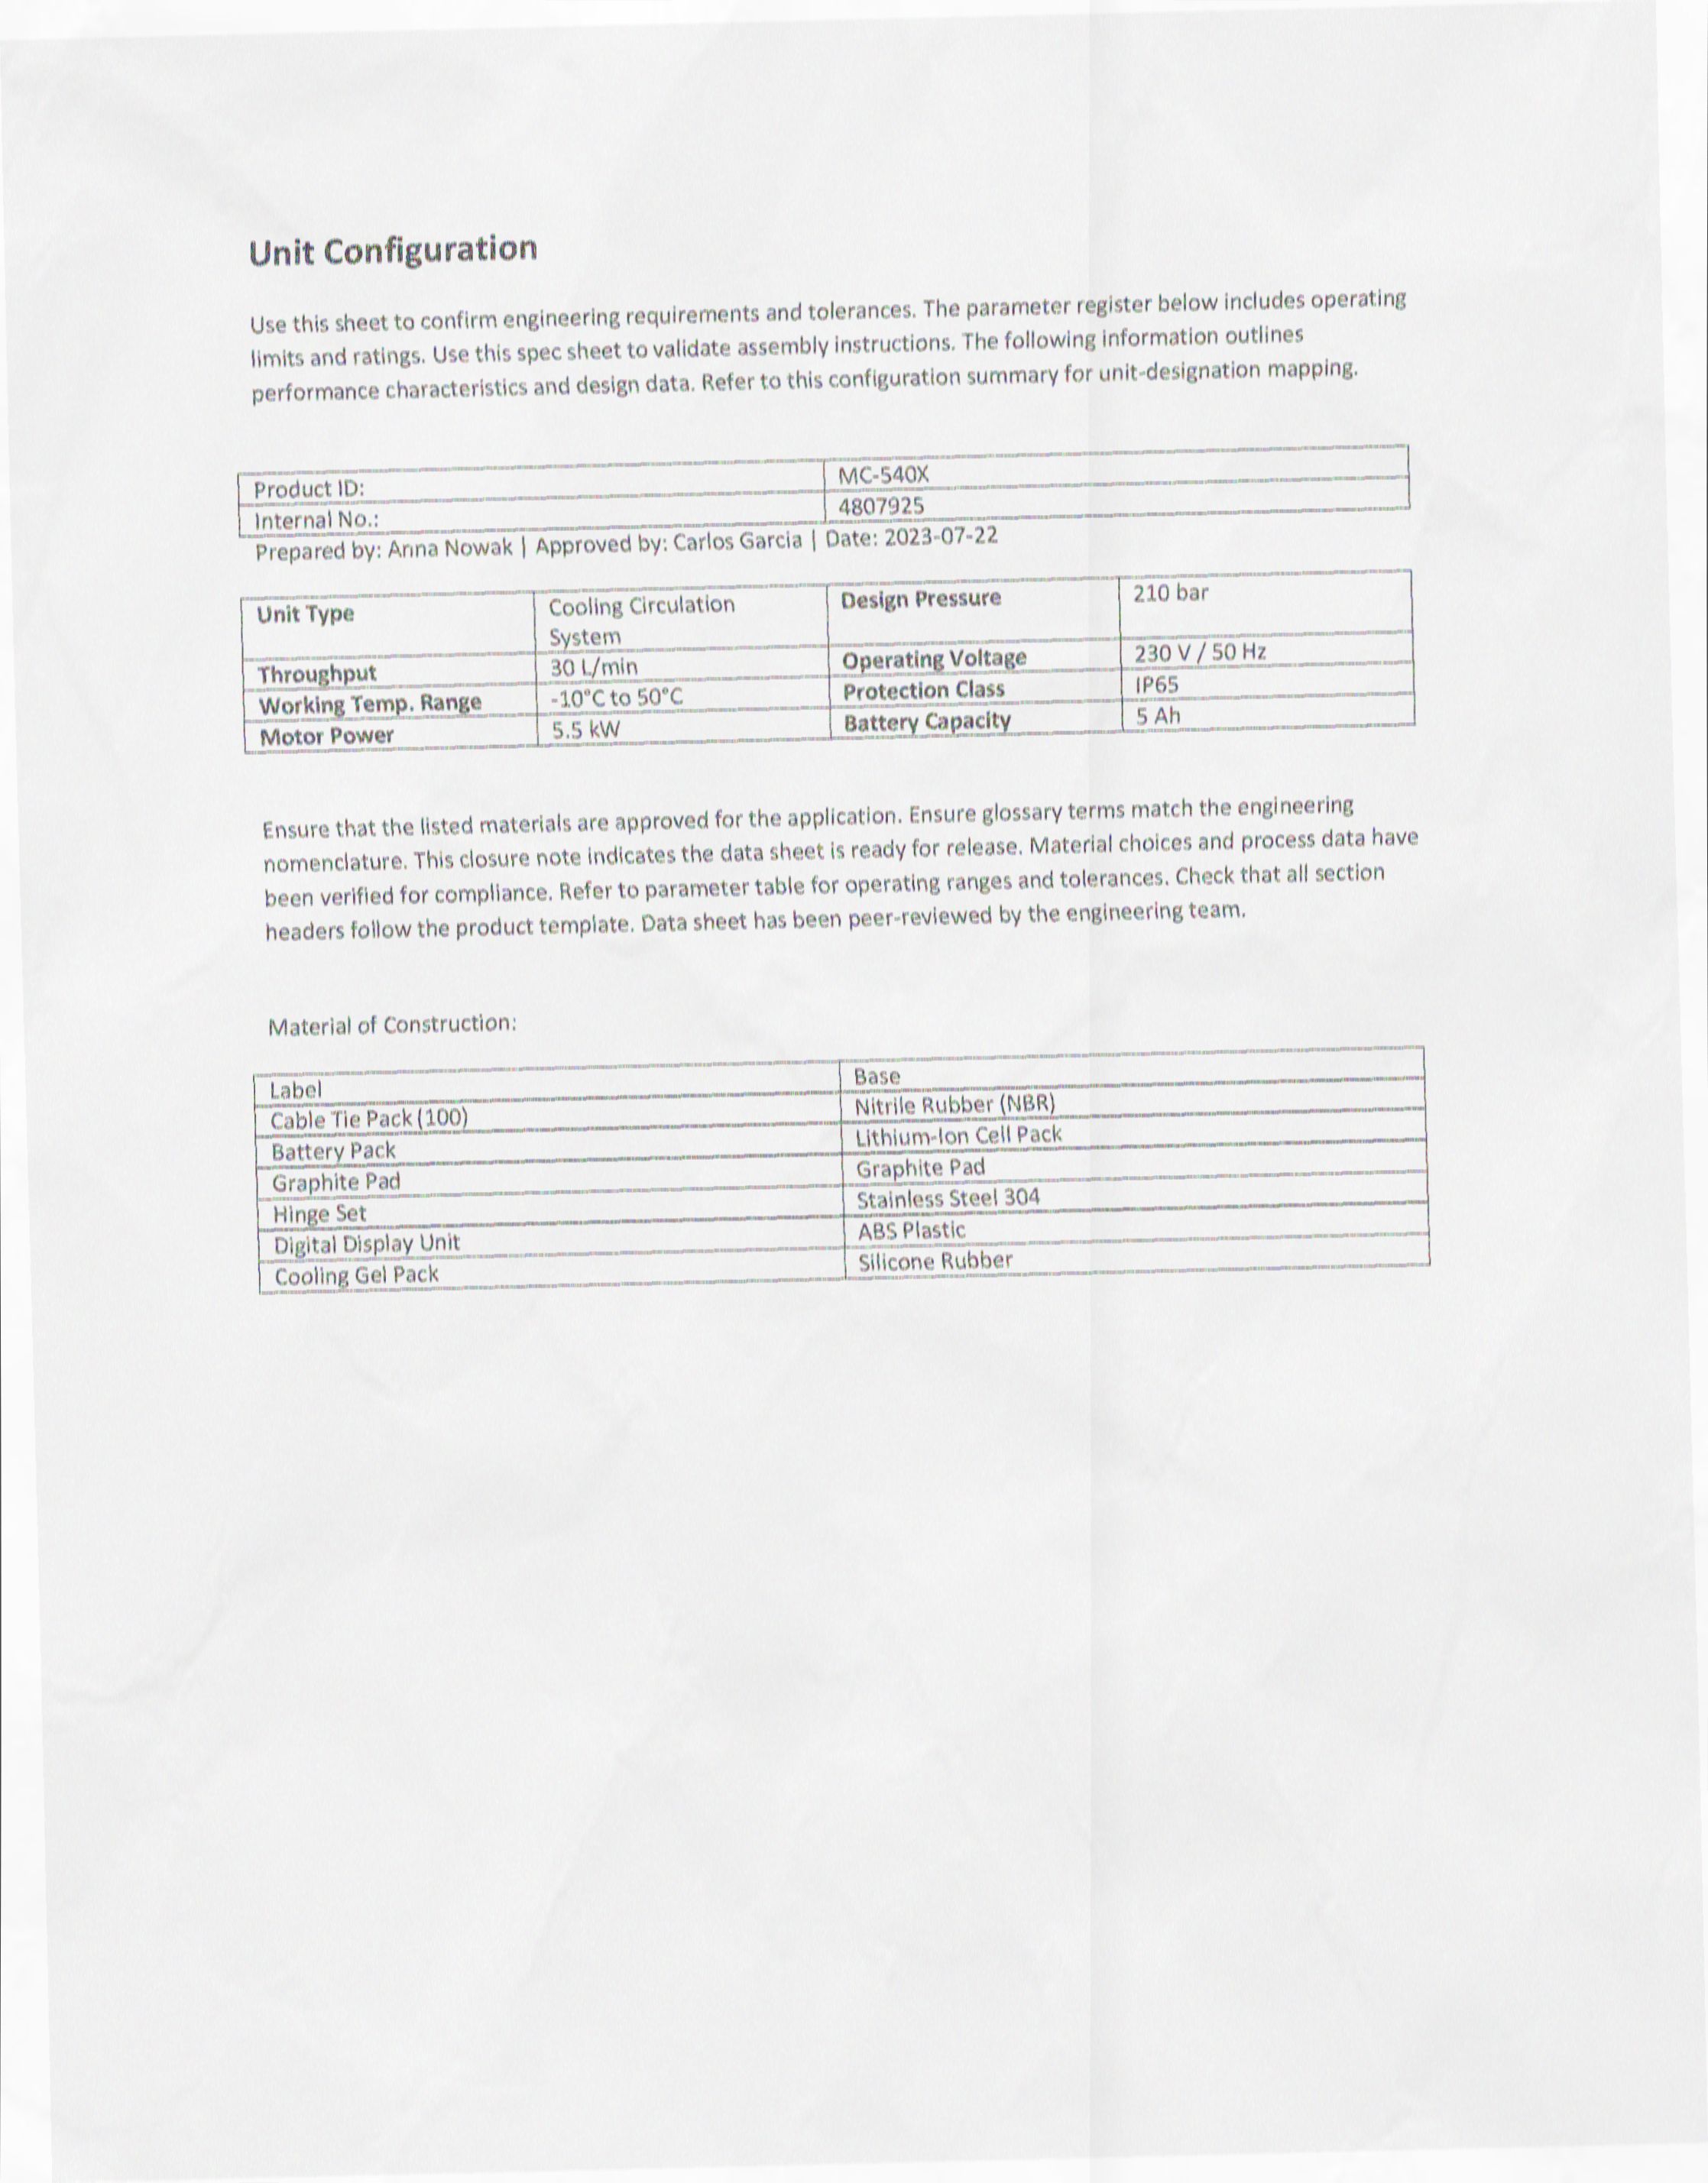 Unit Configuration
Use this sheet to confirm engineering requirements and tolerances. The parameter register below includes operating
limits and ratings. Use this spec sheet to validate assembly instructions. The following information outlines
performance characteristics and design data. Refer to this configuration summary for unit-designation mapping.
Product ID: MC-540X
Internal No.: 4807925
Prepared by: Anna Nowak | Approved by: Carlos Garcia | Date: 2023-07-22
Unit Type Cooling Circulation Design Pressure 210 bar
System
Throughput 30 L/min Operating Voltage 230 V / 50 Hz
Working Temp. Range -10°C to 50°C Protection Class IP65
Motor Power 5.5 kW Battery Capacity 5 Ah
Ensure that the listed materials are approved for the application. Ensure glossary terms match the engineering
nomenclature. This closure note indicates the data sheet is ready for release. Material choices and process data have
been verified for compliance. Refer to parameter table for operating ranges and tolerances. Check that all section
headers follow the product template. Data sheet has been peer-reviewed by the engineering team.
Material of Construction:
Label Base
Cable Tie Pack (100) Nitrile Rubber (NBR)
Battery Pack Lithium-Ion Cell Pack
Graphite Pad Graphite Pad
Hinge Set Stainless Steel 304
Digital Display Unit ABS Plastic
Cooling Gel Pack Silicone Rubber